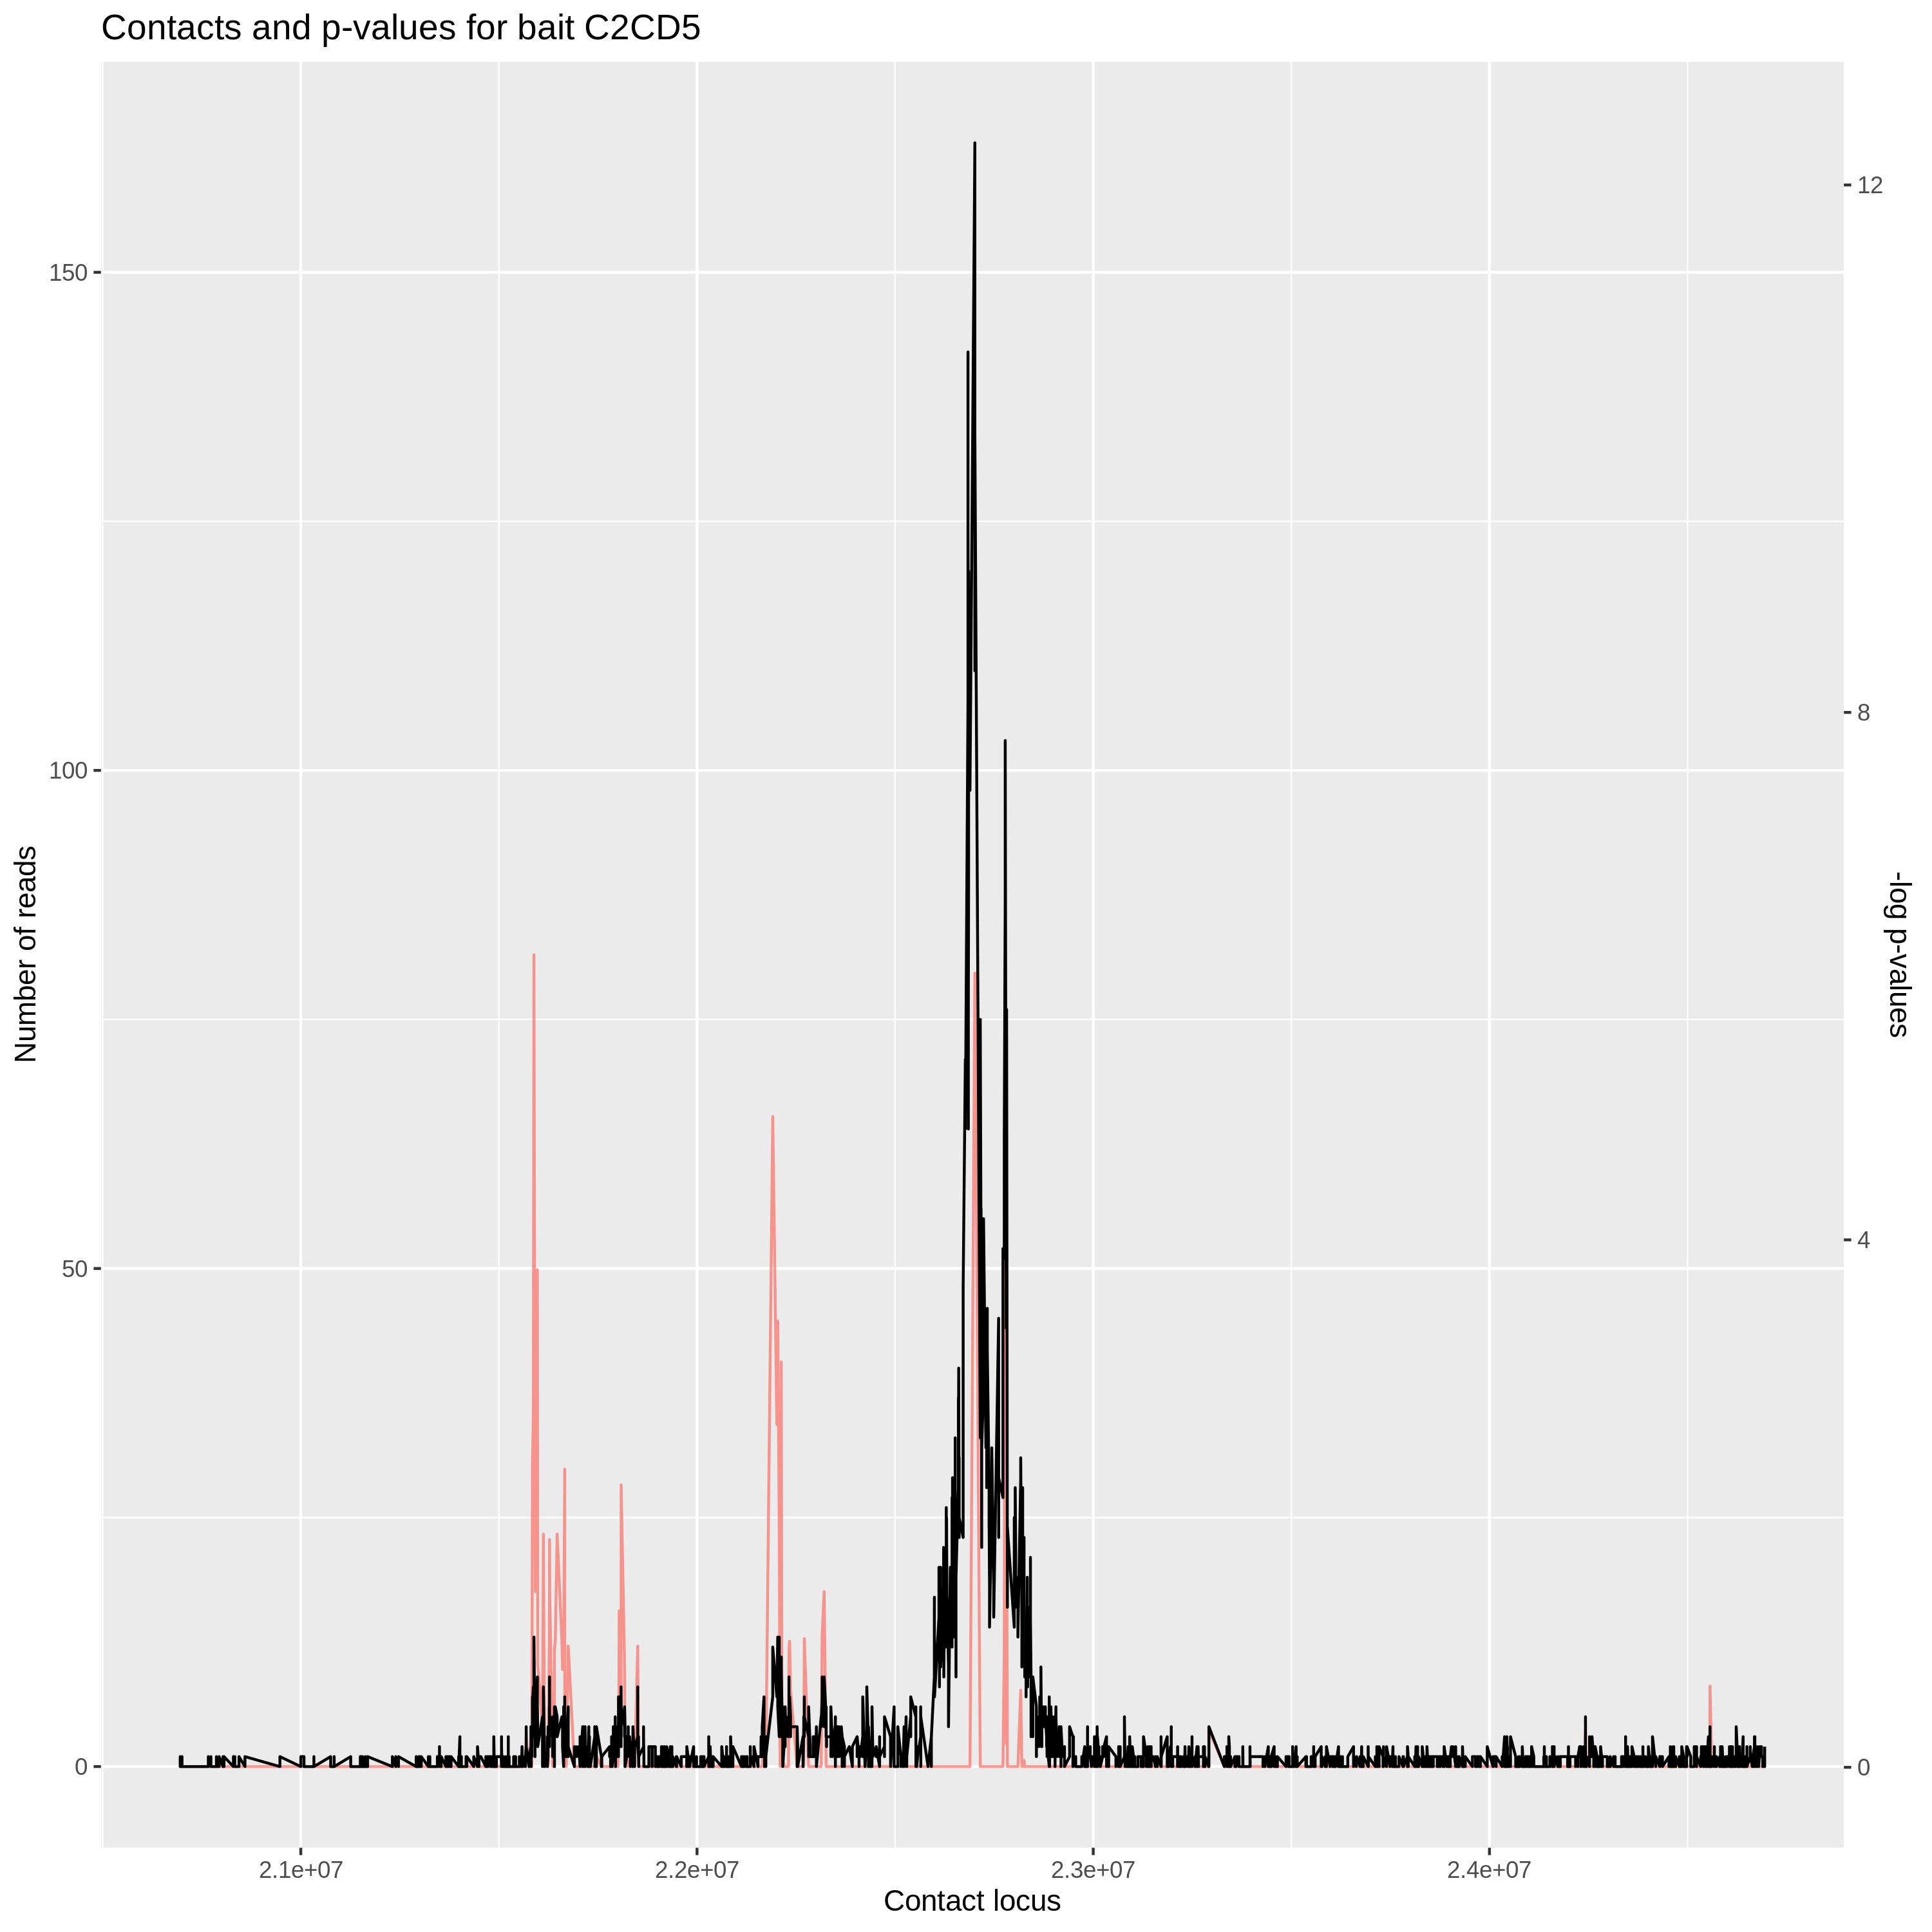 Contacts and p-values for bait C2CD5
150
100
50
0
Number of reads
12
8
4
0
-log p-values
2.1e+07 2.2e+07 2.3e+07 2.4e+07
Contact locus